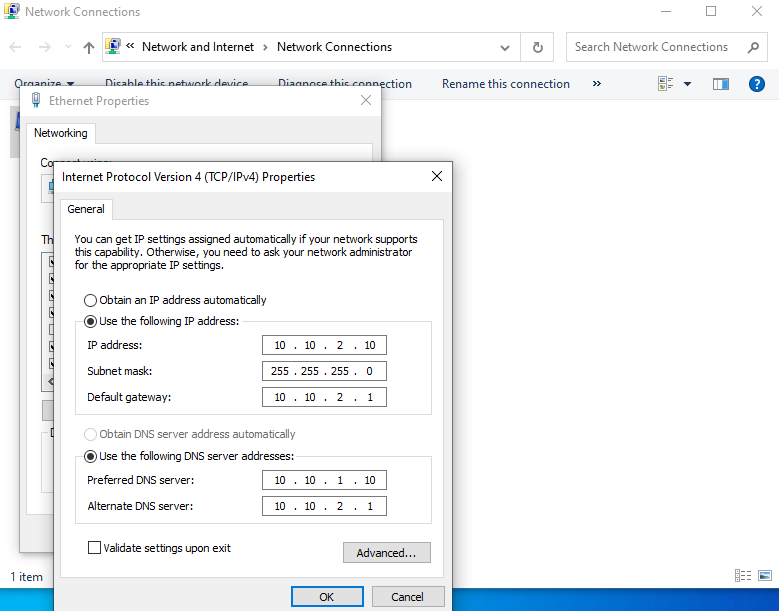 Network Connections
« Network and Internet › Network Connections
Search Network Connections
Organize Disable this network device Diagnose this connection Rename this connection »
Ethernet Properties
Networking
Internet Protocol Version 4 (TCP/IPv4) Properties
General
You can get IP settings assigned automatically if your network supports
this capability. Otherwise, you need to ask your network administrator
for the appropriate IP settings.
Obtain an IP address automatically
Use the following IP address:
IP address: 10 . 10 . 2 . 10
Subnet mask: 255 . 255 . 255 . 0
Default gateway: 10 . 10 . 2 . 1
Obtain DNS server address automatically
Use the following DNS server addresses:
Preferred DNS server: 10 . 10 . 1 . 10
Alternate DNS server: 10 . 10 . 2 . 1
Validate settings upon exit
Advanced...
1 item
OK Cancel